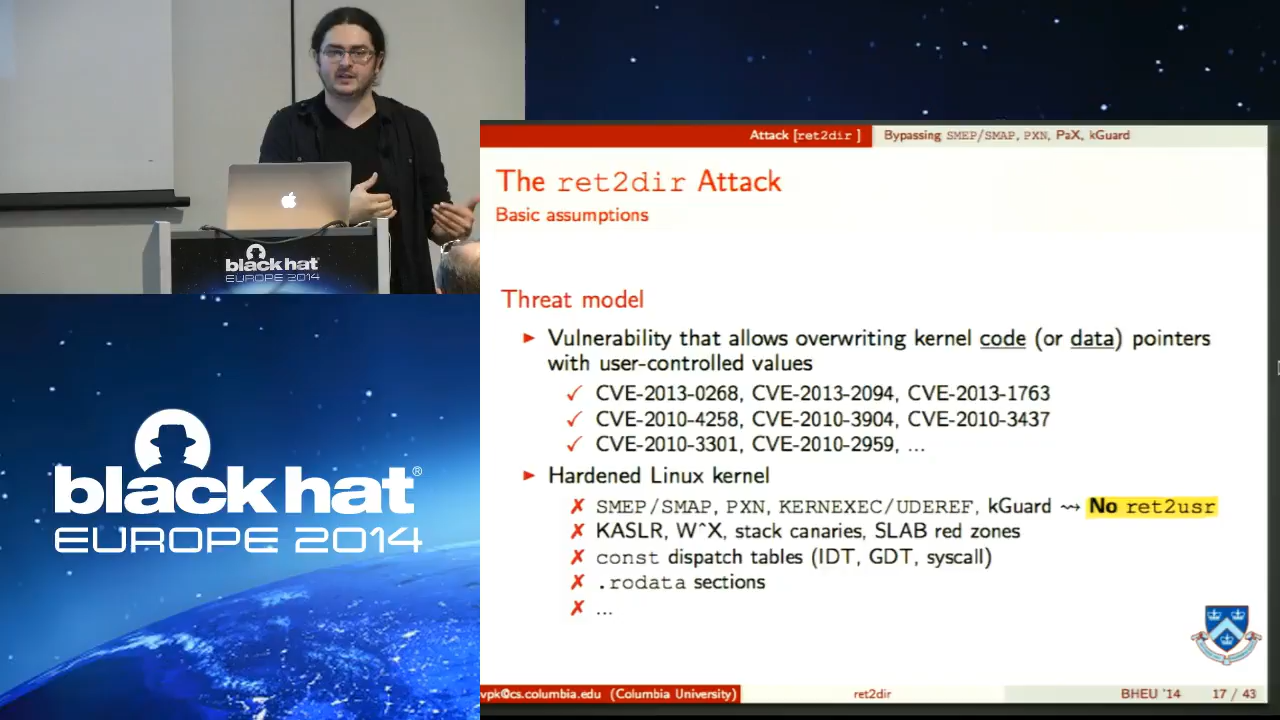 black hat
EUROPE 2014
black hat®
EUROPE 2014
Attack [ret2dir ] Bypassing SMEP/SMAP, PXN, PaX, kGuard
The ret2dir Attack
Basic assumptions
Threat model
► Vulnerability that allows overwriting kernel code (or data) pointers
with user-controlled values
✓ CVE-2013-0268, CVE-2013-2094, CVE-2013-1763
✓ CVE-2010-4258, CVE-2010-3904, CVE-2010-3437
✓ CVE-2010-3301, CVE-2010-2959, ...
► Hardened Linux kernel
✗ SMEP/SMAP, PXN, KERNEXEC/UDEREF, kGuard ⇝ No ret2usr
✗ KASLR, W^X, stack canaries, SLAB red zones
✗ const dispatch tables (IDT, GDT, syscall)
✗ .rodata sections
✗ ...
vpk@cs.columbia.edu (Columbia University) ret2dir BHEU '14 17 / 43